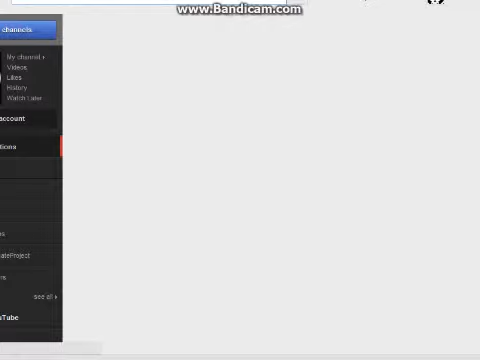 www.Bandicam.com
channels
My channel
Videos
Likes
History
Watch Later
account
tions
ateProject
see all
uTube